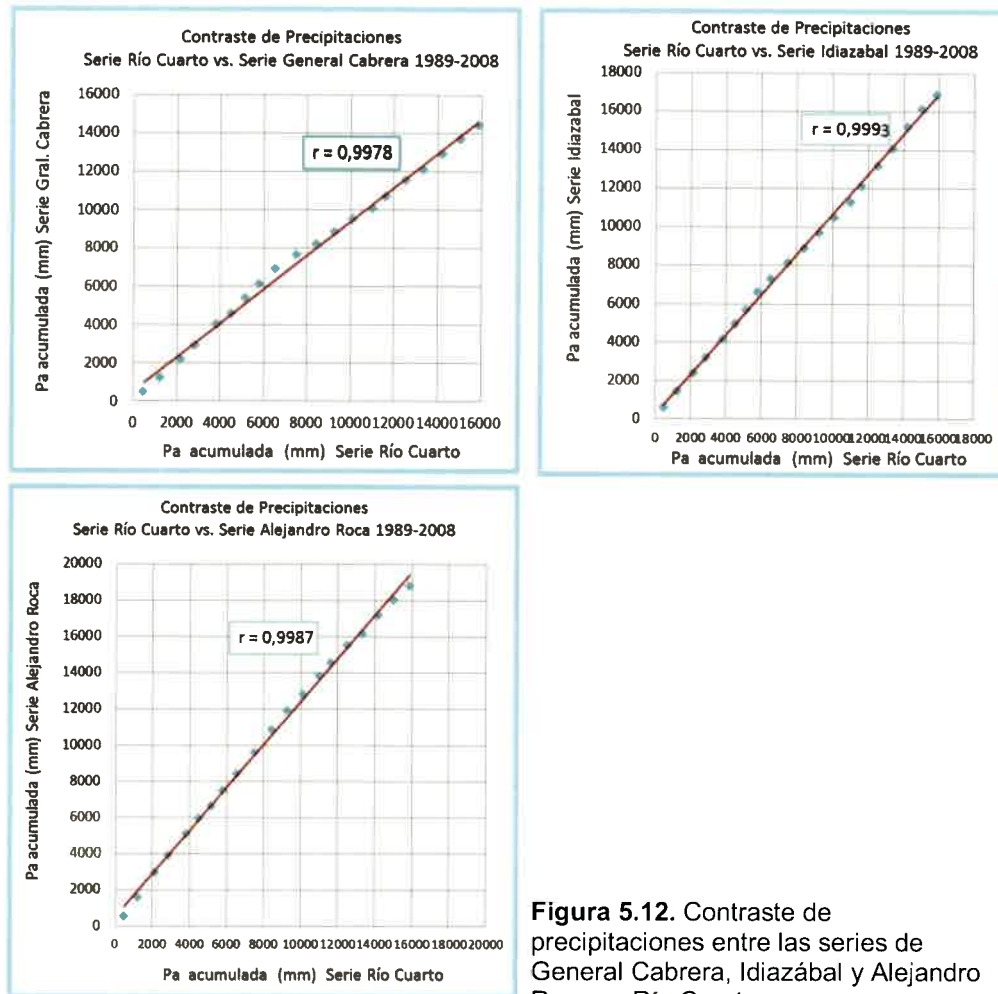 Contraste de Precipitaciones
Serie Río Cuarto vs. Serie General Cabrera 1989-2008
Pa acumulada (mm) Serie Gral. Cabrera
16000
14000
12000
10000
8000
6000
4000
2000
0
r = 0,9978
0 2000 4000 6000 8000 10000 12000 14000 16000
Pa acumulada (mm) Serie Río Cuarto
Contraste de Precipitaciones
Serie Río Cuarto vs. Serie Idiazabal 1989-2008
Pa acumulada (mm) Serie Idiazabal
18000
16000
14000
12000
10000
8000
6000
4000
2000
0
r = 0,9993
0 2000 4000 6000 8000 10000 12000 14000 16000 18000
Pa acumulada (mm) Serie Río Cuarto
Contraste de Precipitaciones
Serie Río Cuarto vs. Serie Alejandro Roca 1989-2008
Pa acumulada (mm) Serie Alejandro Roca
20000
18000
16000
14000
12000
10000
8000
6000
4000
2000
0
r = 0,9987
0 2000 4000 6000 8000 10000 12000 14000 16000 18000 20000
Pa acumulada (mm) Serie Río Cuarto
Figura 5.12. Contraste de
precipitaciones entre las series de
General Cabrera, Idiazábal y Alejandro